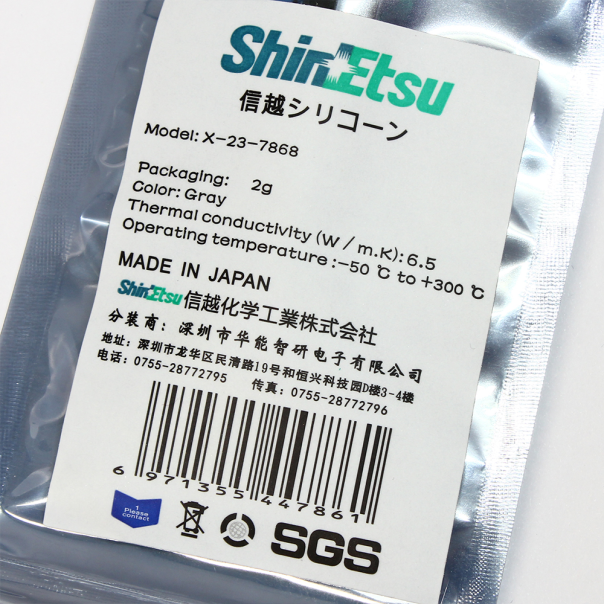 ShinEtsu
信越シリコーン
Model: X-23-7868
Packaging: 2g
Color: Gray
Thermal conductivity (W / m.K): 6.5
Operating temperature :-50 ℃ to +300 ℃
MADE IN JAPAN
ShinEtsu 信越化学工業株式会社
分装商: 深圳市华能智研电子有限公司
地址: 深圳市龙华区民清路19号和恒兴科技园D楼3-4楼
电话: 0755-28772795 传真: 0755-28772796
6 971355 447861
1
Please
contact
SGS